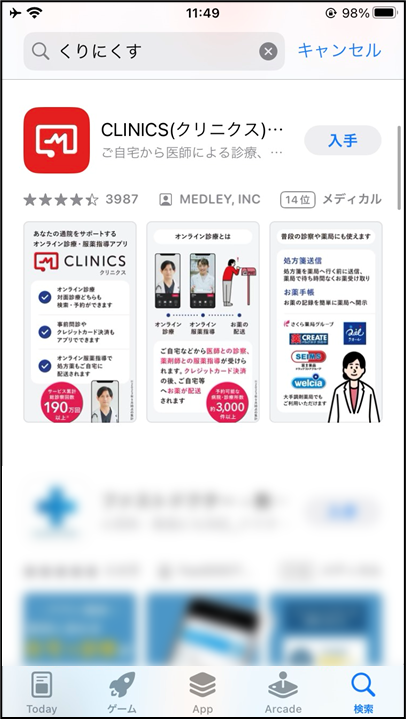 11:49
98%
くりにくす
キャンセル
CLINICS(クリニクス)…
ご自宅から医師による診療、…
入手
3987
MEDLEY, INC
14位
メディカル
あなたの通院をサポートする
オンライン診療・服薬指導アプリ
CLINICS
クリニクス
オンライン診療
対面診療どちらも
検索・予約ができます
事前問診や
クレジットカード決済も
アプリでできます
オンライン服薬指導で
処方薬もご自宅に
配送されます
サービス累計
総診療回数
190万回
以上
オンライン診療とは
オンライン
診療
オンライン
服薬指導
お薬の
配送
ご自宅などから医師との診察、
薬剤師との服薬指導が受けら
れます。クレジットカード決済
の後、ご自宅等
へお薬が配送
されます
予約可能な
病院・診療所数
約3,000
件以上
普段の診察や薬局にも使えます
処方箋送信
処方箋を薬局へ行く前に送信、
薬局で待ち時間なくお薬受け取り
お薬手帳
お薬の記録を簡単に薬局へ開示
さくら薬局グループ
CREATE
SEIMS
welcia
大手調剤薬局でも
ご利用いただけます
Today
ゲーム
App
Arcade
検索